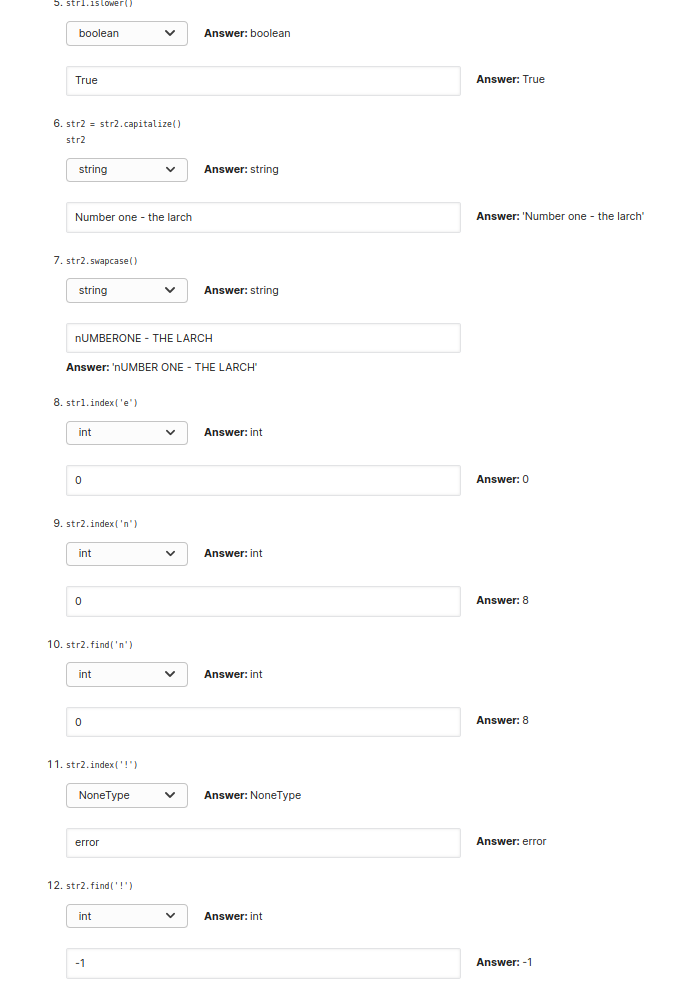 5. str1.islower()
boolean Answer: boolean
True Answer: True
6. str2 = str2.capitalize()
str2
string Answer: string
Number one - the larch Answer: 'Number one - the larch'
7. str2.swapcase()
string Answer: string
nUMBERONE - THE LARCH
Answer: 'nUMBER ONE - THE LARCH'
8. str1.index('e')
int Answer: int
0 Answer: 0
9. str2.index('n')
int Answer: int
0 Answer: 8
10. str2.find('n')
int Answer: int
0 Answer: 8
11. str2.index('!')
NoneType Answer: NoneType
error Answer: error
12. str2.find('!')
int Answer: int
-1 Answer: -1